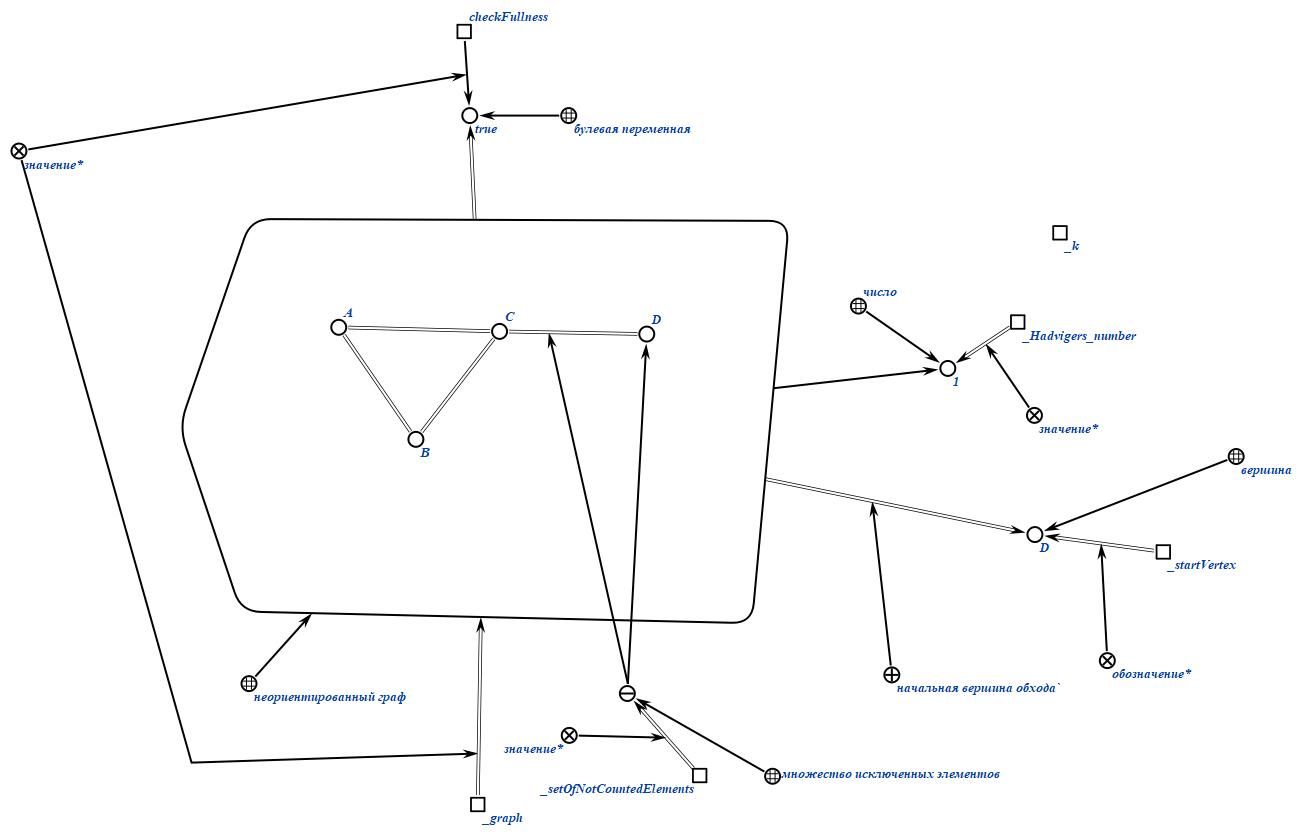 checkFullness
true
булевая переменная
значение*
_k
число
A
C
D
_Hadvigers_number
1
значение*
B
вершина
D
_startVertex
обозначение*
начальная вершина обхода`
неориентированный граф
значение*
множество исключенных элементов
_setOfNotCountedElements
_graph